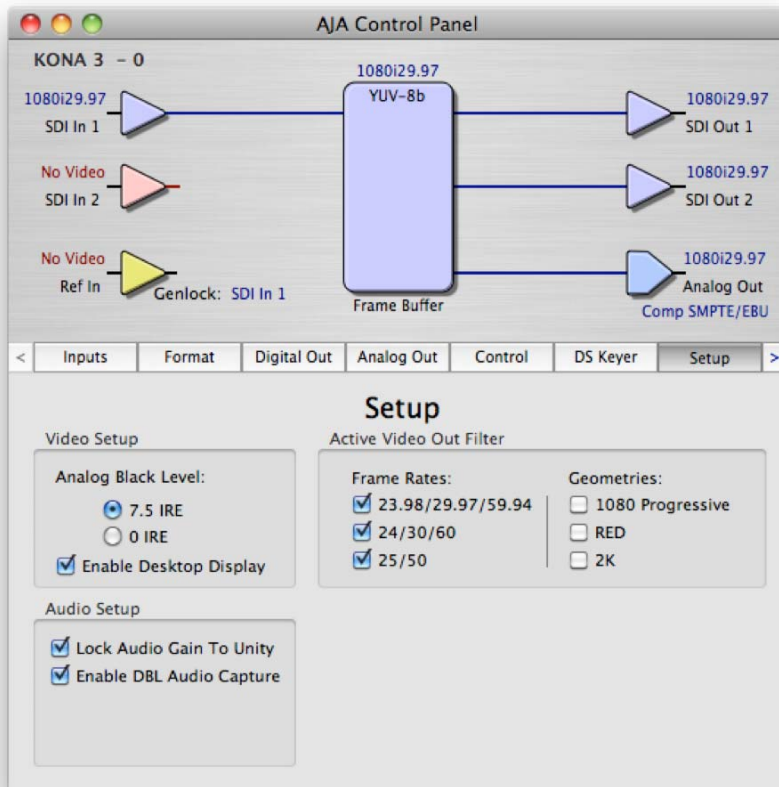 AJA Control Panel
KONA 3 - 0
1080i29.97
YUV-8b
1080i29.97
SDI In 1
No Video
SDI In 2
No Video
Ref In
Genlock: SDI In 1
Frame Buffer
1080i29.97
SDI Out 1
1080i29.97
SDI Out 2
1080i29.97
Analog Out
Comp SMPTE/EBU
< Inputs Format Digital Out Analog Out Control DS Keyer Setup >
Setup
Video Setup
Analog Black Level:
7.5 IRE
0 IRE
Enable Desktop Display
Active Video Out Filter
Frame Rates:
23.98/29.97/59.94
24/30/60
25/50
Geometries:
1080 Progressive
RED
2K
Audio Setup
Lock Audio Gain To Unity
Enable DBL Audio Capture